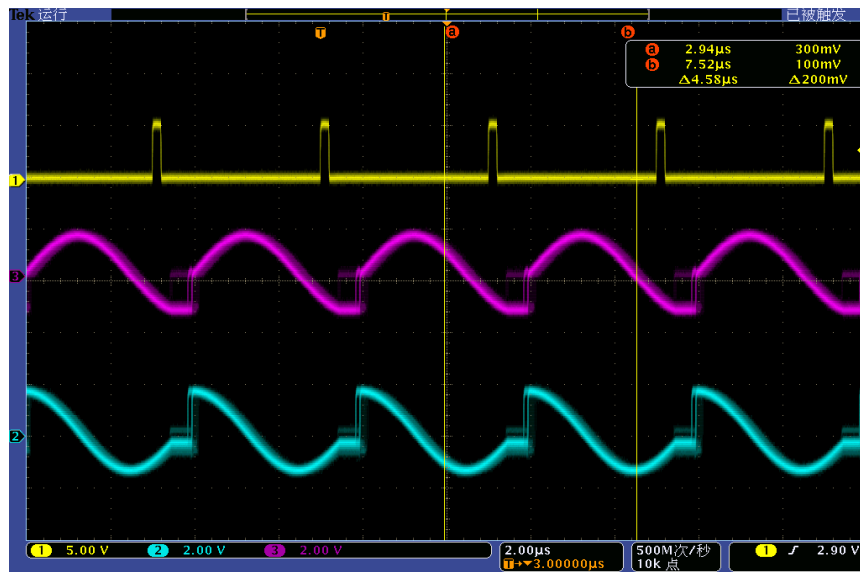 Tek 运行 已被触发
T
T a b
a 2.94μs 300mV
b 7.52μs 100mV
Δ4.58μs Δ200mV
1
3
2
1 5.00 V 2 2.00 V 3 2.00 V
2.00μs 500M次/秒 1 2.90 V
T→▼3.00000μs 10k 点